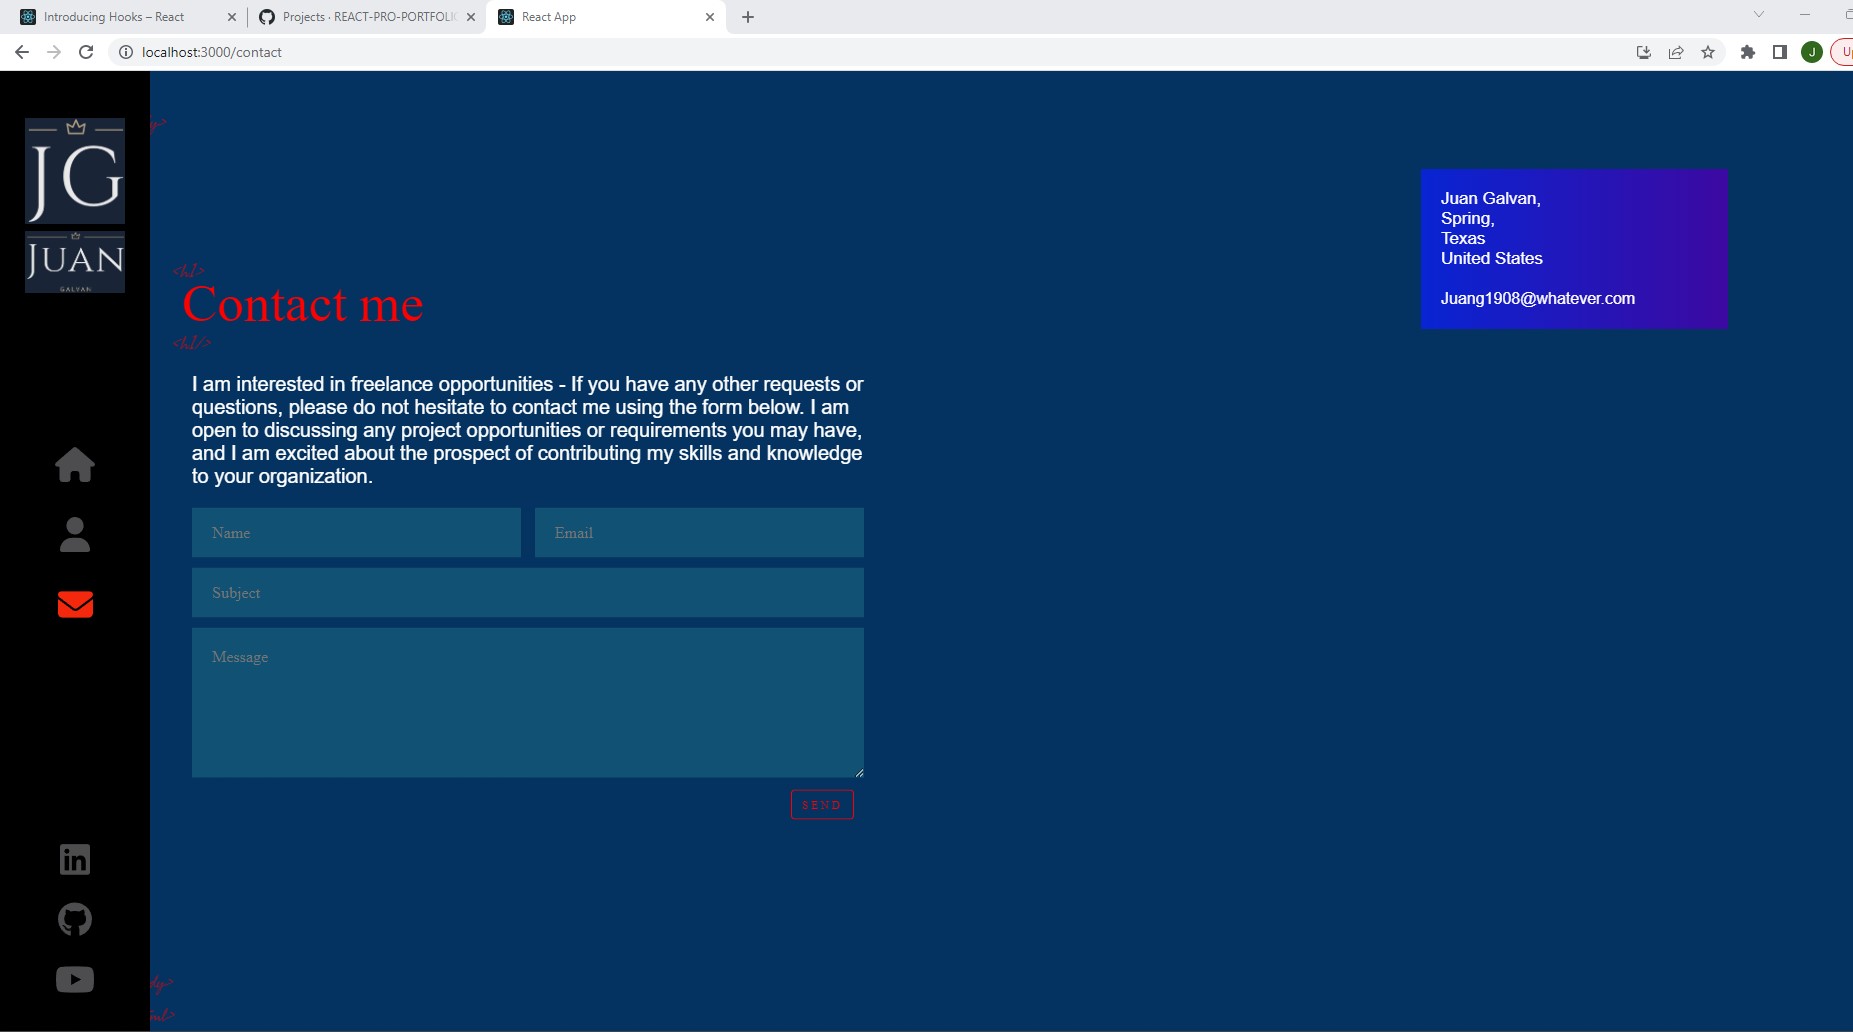 Introducing Hooks – React
Projects · REACT-PRO-PORTFOLIO
React App
localhost:3000/contact
J
Up
JG
JUAN
GALVAN
y>
<h1>
Contact me
<h1/>
I am interested in freelance opportunities - If you have any other requests or
questions, please do not hesitate to contact me using the form below. I am
open to discussing any project opportunities or requirements you may have,
and I am excited about the prospect of contributing my skills and knowledge
to your organization.
Name
Email
Subject
Message
SEND
Juan Galvan,
Spring,
Texas
United States
Juang1908@whatever.com
in
dy>
ml>